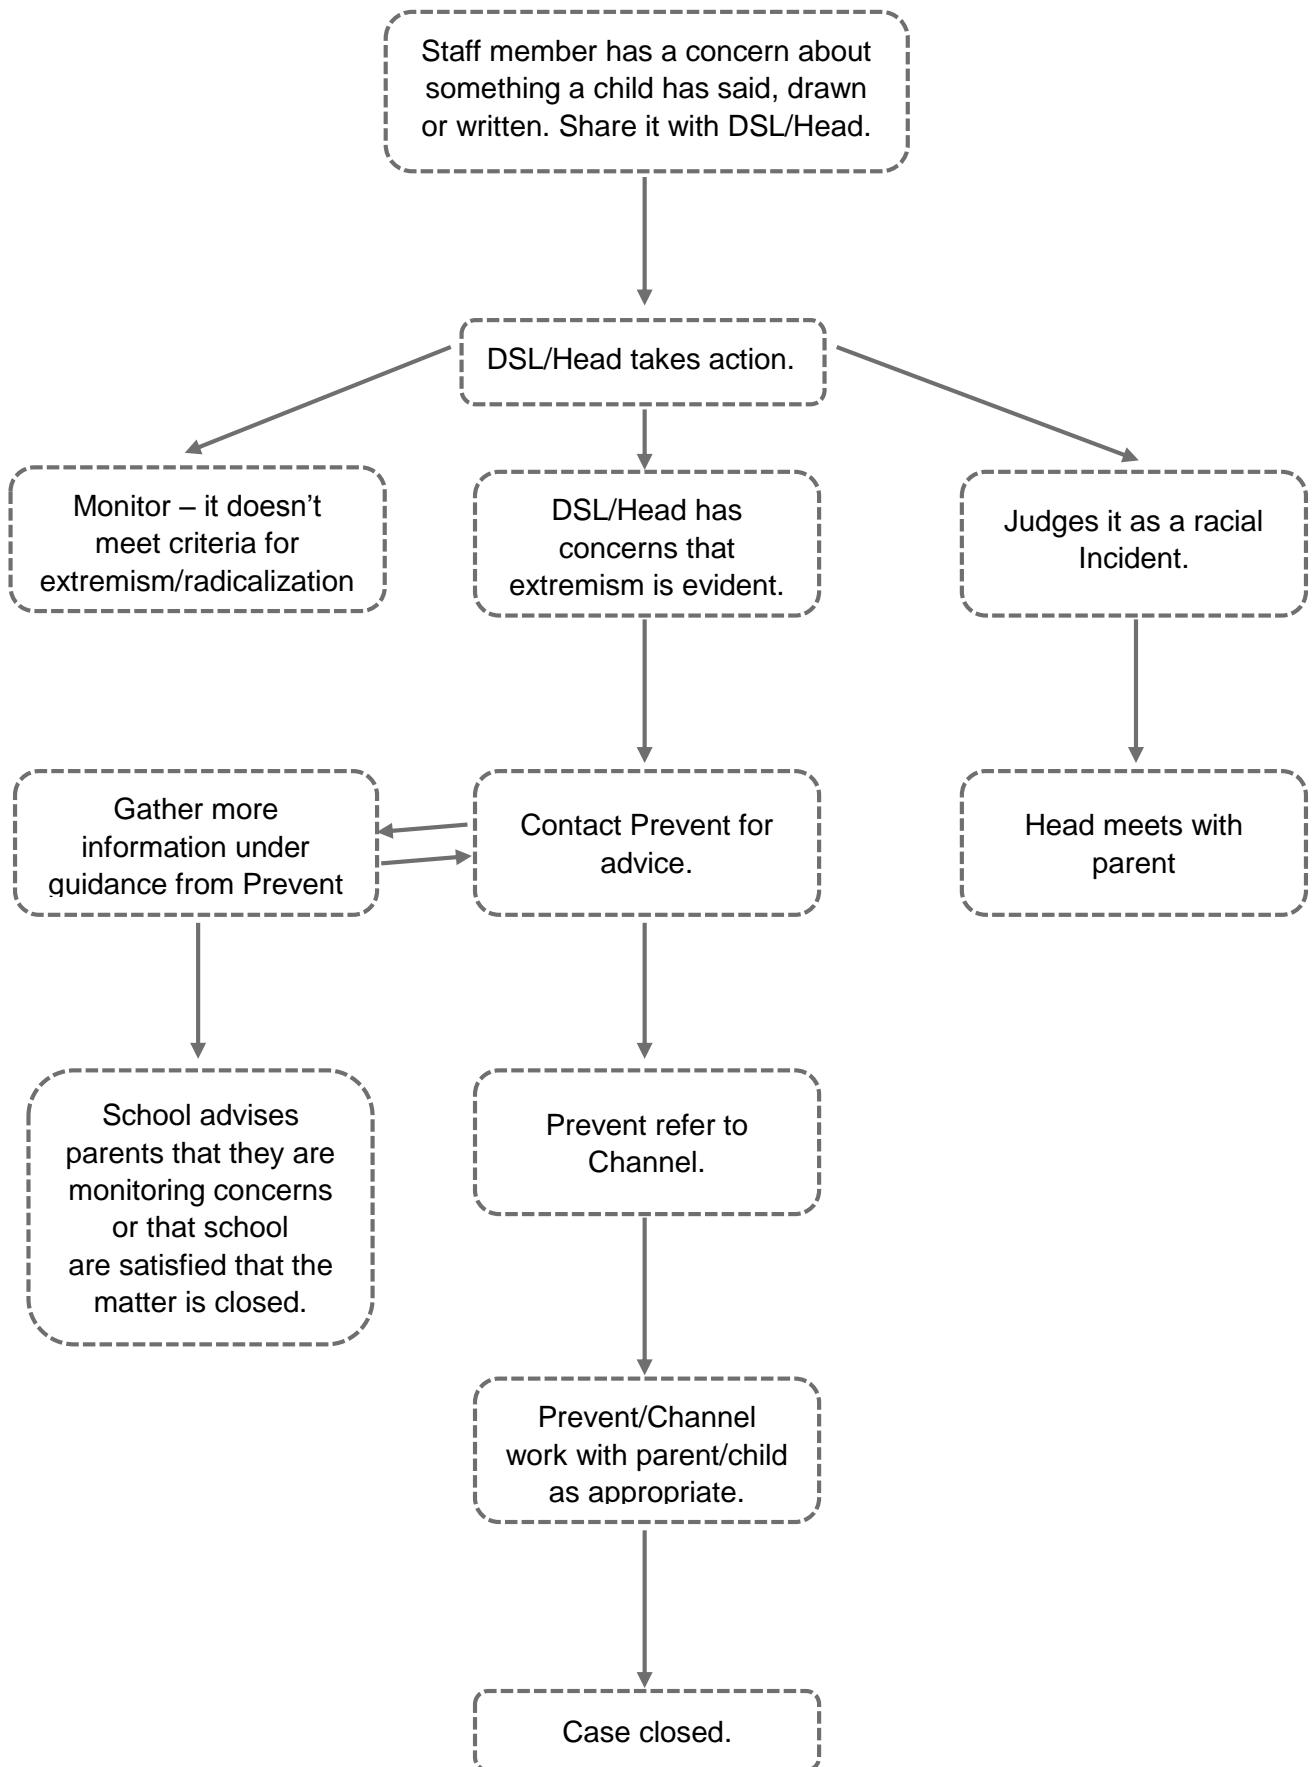 Staff member has a concern about
something a child has said, drawn
or written. Share it with DSL/Head.
DSL/Head takes action.
Monitor – it doesn’t
meet criteria for
extremism/radicalization
DSL/Head has
concerns that
extremism is evident.
Judges it as a racial
Incident.
Gather more
information under
guidance from Prevent
Contact Prevent for
advice.
Head meets with
parent
School advises
parents that they are
monitoring concerns
or that school
are satisfied that the
matter is closed.
Prevent refer to
Channel.
Prevent/Channel
work with parent/child
as appropriate.
Case closed.